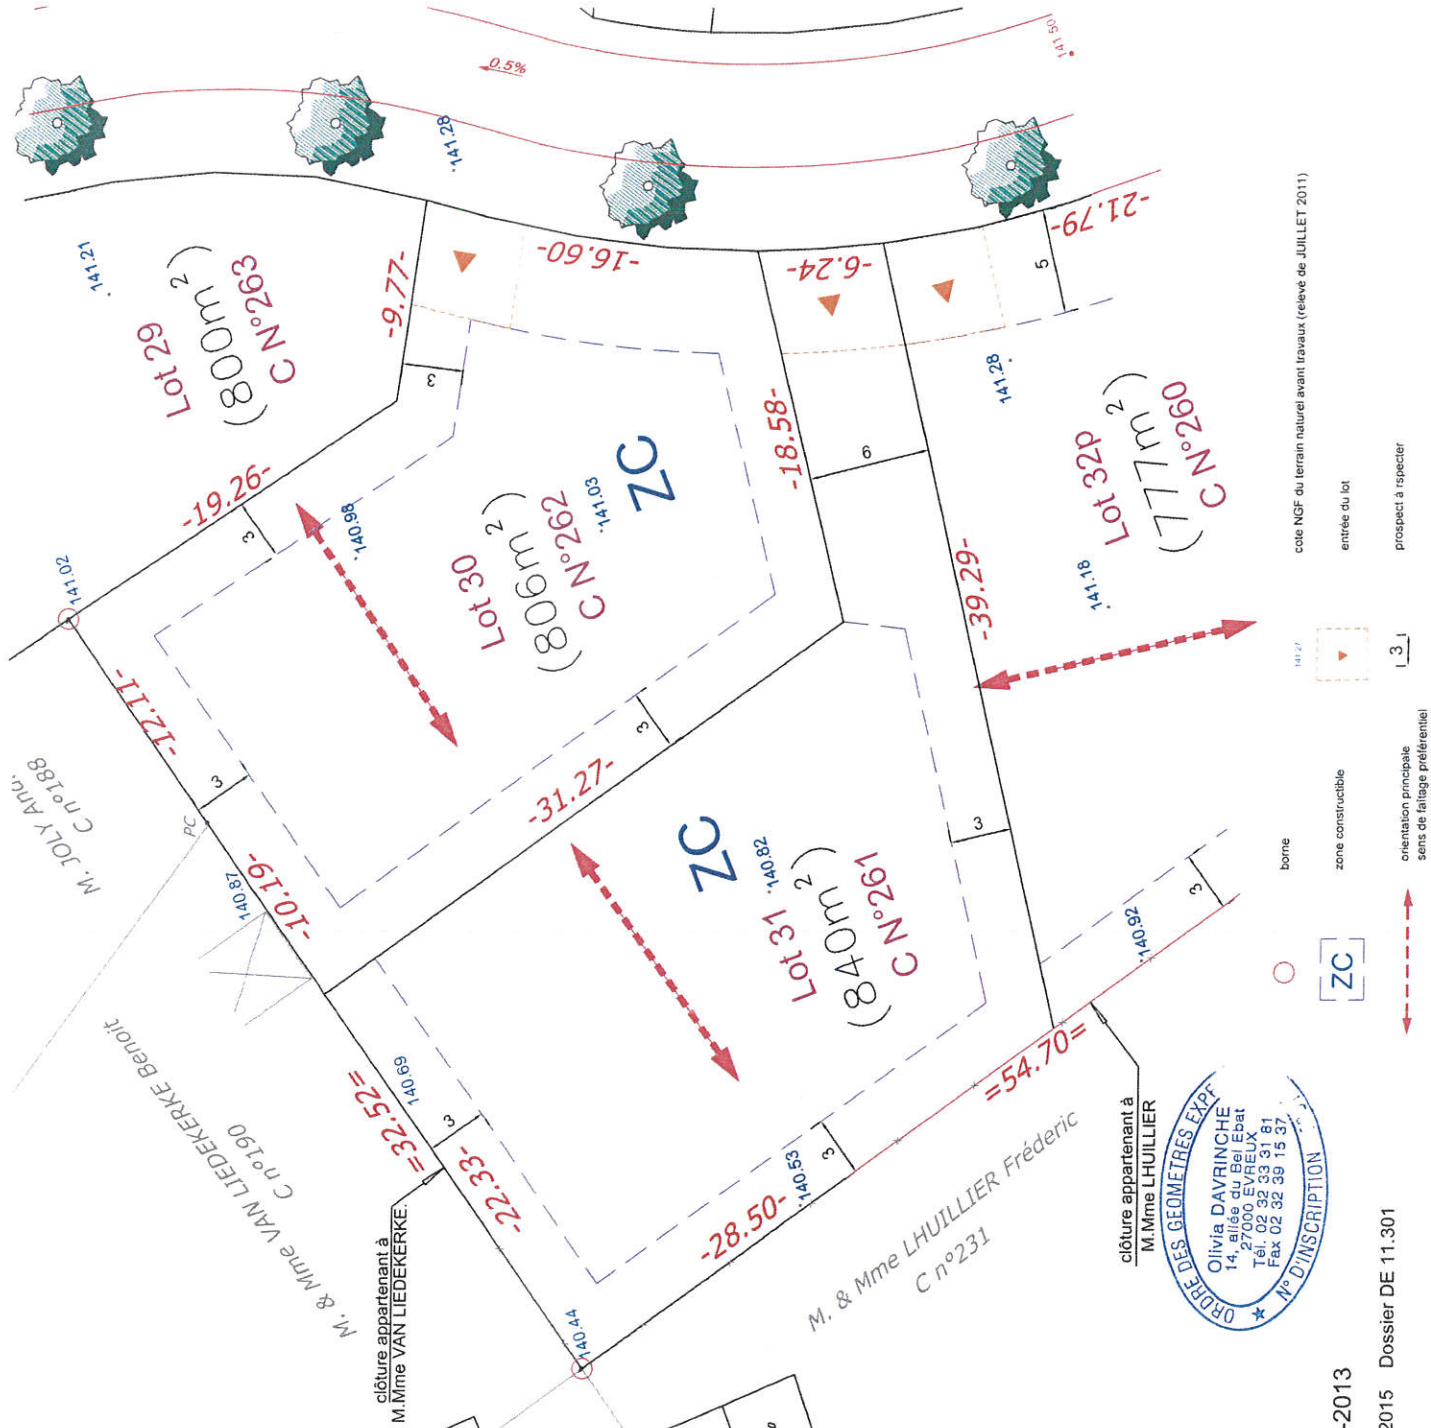 0.5%
141.50
.141.28
.141.21
Lot 29
(800m²)
C N°263
-9.77-
-16.60-
-6.24-
-21.79-
5
3
-19.26-
3
141.02
.140.98
Lot 30
(806m²)
C N°262
.141.03
ZC
-18.58-
6
141.28
Lot 32p
(777m²)
C N°260
.141.18
-39.29-
-12.11-
3
PC
M. JOLY
C n°188
140.87
-10.19-
-31.27-
3
ZC
Lot 31
.140.82
(840m²)
C N°261
3
.140.92
3
M. & Mme VAN LIEDEKERKE Benoit
C n°190
=32.52=
140.69
3
-22.33-
clôture appartenant à
M.Mme VAN LIEDEKERKE.
140.44
-28.50-
.140.53
3
=54.70=
M. & Mme LHUILLIER Fréderic
C n°231
clôture appartenant à
M.Mme LHUILLIER
ORDRE DES GEOMETRES EXPE
Olivia DAVRINCHE
14, allée du Bel Ebat
27000 EVREUX
Tél. 02 32 33 31 81
Fax 02 32 39 15 37
N° D'INSCRIPTION
borne
ZC
zone constructible
orientation principale
sens de faîtage préférentiel
141.27
cote NGF du terrain naturel avant travaux (relevé de JUILLET 2011)
entrée du lot
3
prospect à rspecter
-2013
2015 Dossier DE 11.301